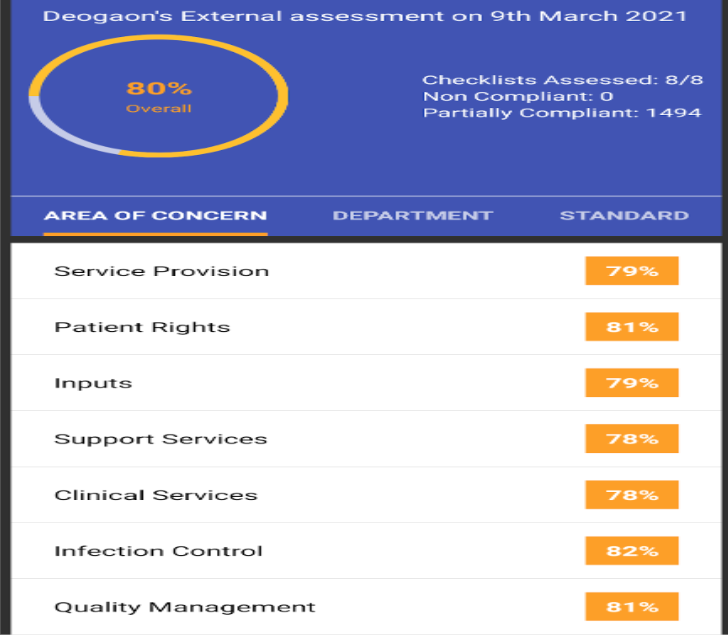 Deogaon's External assessment on 9th March 2021
80%
Overall
Checklists Assessed: 8/8
Non Compliant: 0
Partially Compliant: 1494
AREA OF CONCERN DEPARTMENT STANDARD
Service Provision 79%
Patient Rights 81%
Inputs 79%
Support Services 78%
Clinical Services 78%
Infection Control 82%
Quality Management 81%